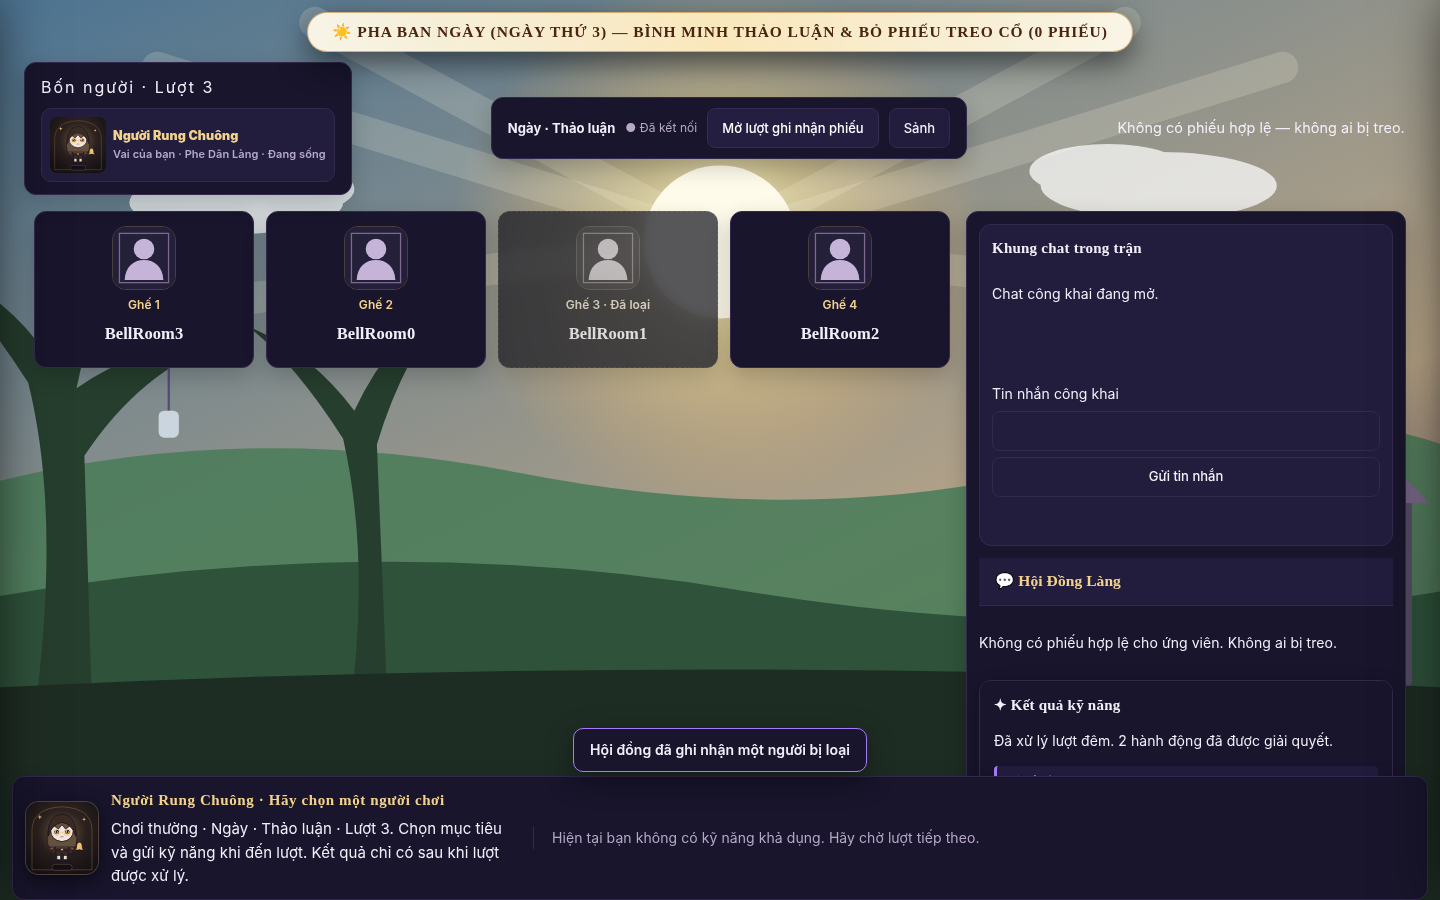 ☀️ PHA BAN NGÀY (NGÀY THỨ 3) — BÌNH MINH THẢO LUẬN & BỎ PHIẾU TREO CỔ (0 PHIẾU)
Bốn người · Lượt 3
Người Rung Chuông
Vai của bạn · Phe Dân Làng · Đang sống
Ngày · Thảo luận
Đã kết nối
Mở lượt ghi nhận phiếu
Sảnh
Không có phiếu hợp lệ — không ai bị treo.
Ghế 1
BellRoom3
Ghế 2
BellRoom0
Ghế 3 · Đã loại
BellRoom1
Ghế 4
BellRoom2
Khung chat trong trận
Chat công khai đang mở.
Tin nhắn công khai
Gửi tin nhắn
💬 Hội Đồng Làng
Không có phiếu hợp lệ cho ứng viên. Không ai bị treo.
✦ Kết quả kỹ năng
Đã xử lý lượt đêm. 2 hành động đã được giải quyết.
Hội đồng đã ghi nhận một người bị loại
Người Rung Chuông · Hãy chọn một người chơi
Chơi thường · Ngày · Thảo luận · Lượt 3. Chọn mục tiêu
và gửi kỹ năng khi đến lượt. Kết quả chỉ có sau khi lượt
được xử lý.
Hiện tại bạn không có kỹ năng khả dụng. Hãy chờ lượt tiếp theo.